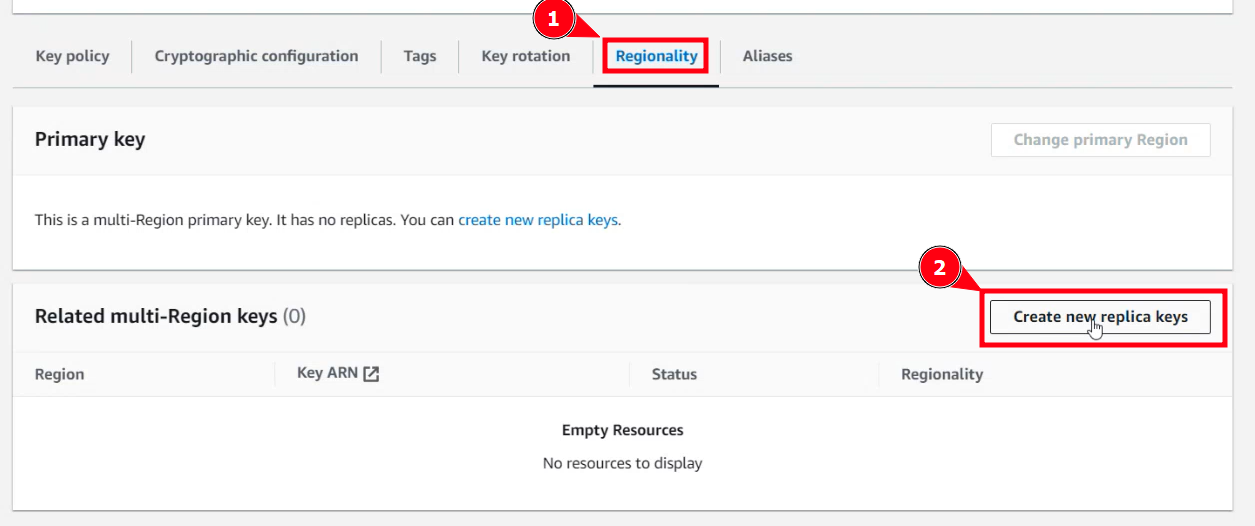 1
Key policy Cryptographic configuration Tags Key rotation Regionality Aliases
Primary key Change primary Region
This is a multi-Region primary key. It has no replicas. You can create new replica keys.
2
Related multi-Region keys (0) Create new replica keys
Region Key ARN Status Regionality
Empty Resources
No resources to display